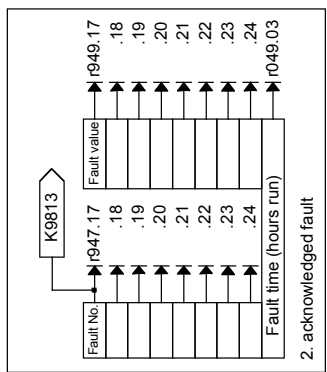 K9813
Fault No. r947.17 Fault value r949.17
.18 .18
.19 .19
.20 .20
.21 .21
.22 .22
.23 .23
.24 .24
Fault time (hours run) r049.03
2. acknowledged fault